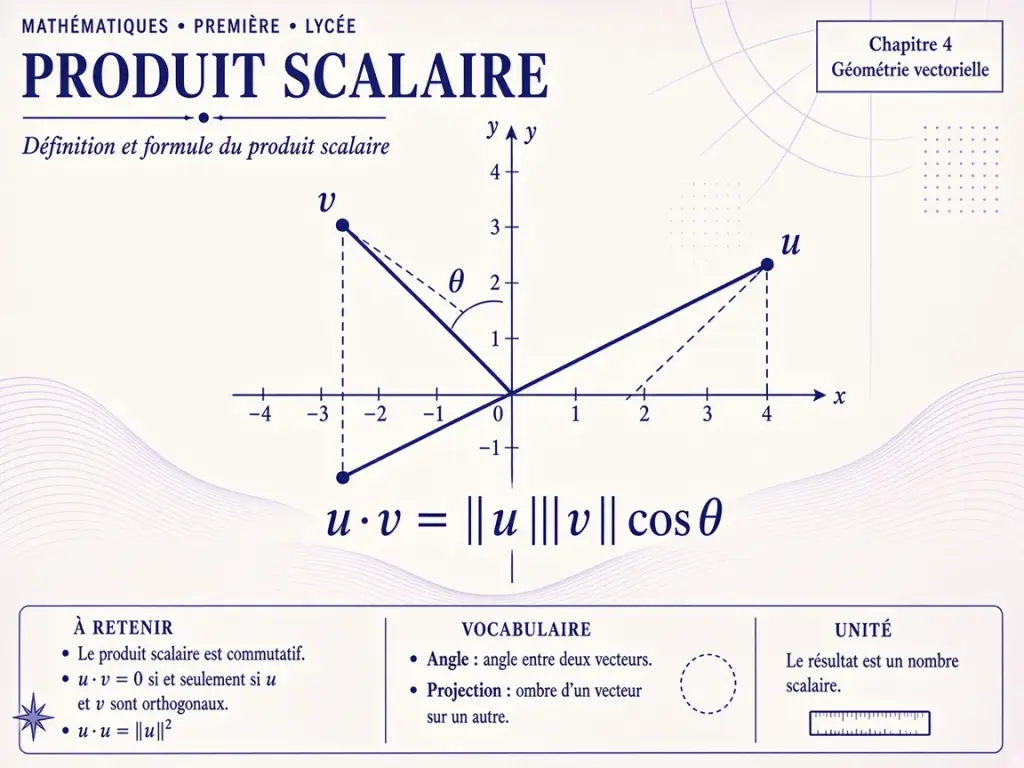 MATHÉMATIQUES • PREMIÈRE • LYCÉE
PRODUIT SCALAIRE
Définition et formule du produit scalaire
Chapitre 4
Géométrie vectorielle
y y
4
v
3
u
θ
2
1
−4 −3 −2 −1 0 1 2 3 4 x
−1
u · v = ||u|||v|| cos θ
À RETENIR
• Le produit scalaire est commutatif.
• u · v = 0 si et seulement si u
et v sont orthogonaux.
• u · u = ||u||²
VOCABULAIRE
• Angle : angle entre deux vecteurs.
• Projection : ombre d’un vecteur
sur un autre.
UNITÉ
Le résultat est un nombre
scalaire.